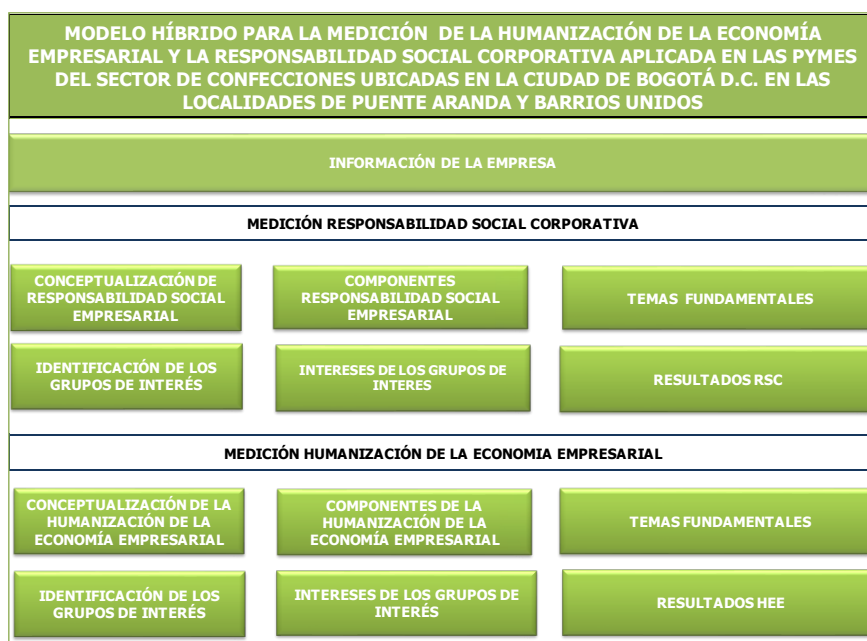 MODELO HÍBRIDO PARA LA MEDICIÓN DE LA HUMANIZACIÓN DE LA ECONOMÍA
EMPRESARIAL Y LA RESPONSABILIDAD SOCIAL CORPORATIVA APLICADA EN LAS PYMES
DEL SECTOR DE CONFECCIONES UBICADAS EN LA CIUDAD DE BOGOTÁ D.C. EN LAS
LOCALIDADES DE PUENTE ARANDA Y BARRIOS UNIDOS
INFORMACIÓN DE LA EMPRESA
MEDICIÓN RESPONSABILIDAD SOCIAL CORPORATIVA
CONCEPTUALIZACIÓN DE
RESPONSABILIDAD SOCIAL
EMPRESARIAL
COMPONENTES
RESPONSABILIDAD SOCIAL
EMPRESARIAL
TEMAS FUNDAMENTALES
IDENTIFICACIÓN DE LOS
GRUPOS DE INTERÉS
INTERESES DE LOS GRUPOS DE
INTERES
RESULTADOS RSC
MEDICIÓN HUMANIZACIÓN DE LA ECONOMIA EMPRESARIAL
CONCEPTUALIZACIÓN DE LA
HUMANIZACIÓN DE LA
ECONOMÍA EMPRESARIAL
COMPONENTES DE LA
HUMANIZACIÓN DE LA
ECONOMÍA EMPRESARIAL
TEMAS FUNDAMENTALES
IDENTIFICACIÓN DE LOS
GRUPOS DE INTERÉS
INTERESES DE LOS GRUPOS DE
INTERÉS
RESULTADOS HEE